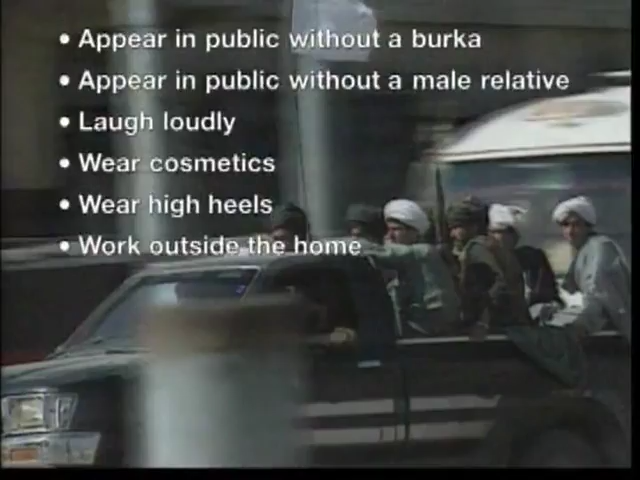 • Appear in public without a burka
• Appear in public without a male relative
• Laugh loudly
• Wear cosmetics
• Wear high heels
• Work outside the home